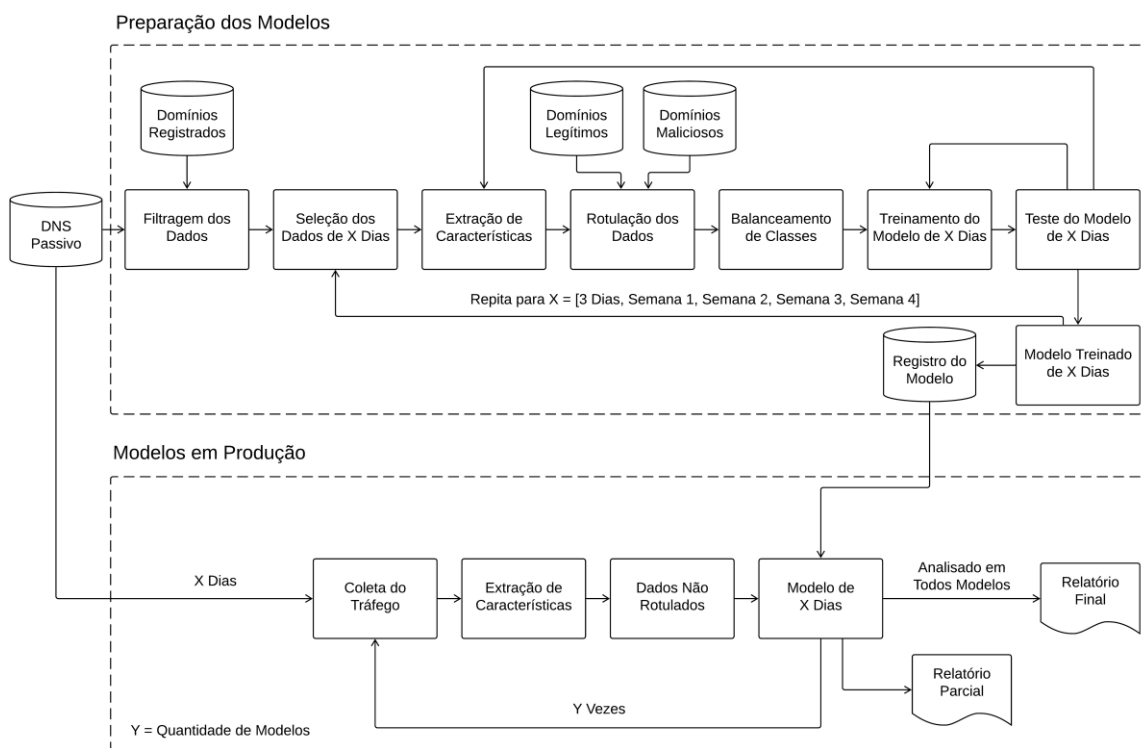 Preparação dos Modelos
Domínios
Registrados
Domínios
Legítimos
Domínios
Maliciosos
DNS
Passivo
Filtragem dos
Dados
Seleção dos
Dados de X Dias
Extração de
Características
Rotulação dos
Dados
Balanceamento
de Classes
Treinamento do
Modelo de X Dias
Teste do Modelo
de X Dias
Repita para X = [3 Dias, Semana 1, Semana 2, Semana 3, Semana 4]
Registro do
Modelo
Modelo Treinado
de X Dias
Modelos em Produção
X Dias
Coleta do
Tráfego
Extração de
Características
Dados Não
Rotulados
Modelo de
X Dias
Analisado em
Todos Modelos
Relatório
Final
Relatório
Parcial
Y Vezes
Y = Quantidade de Modelos